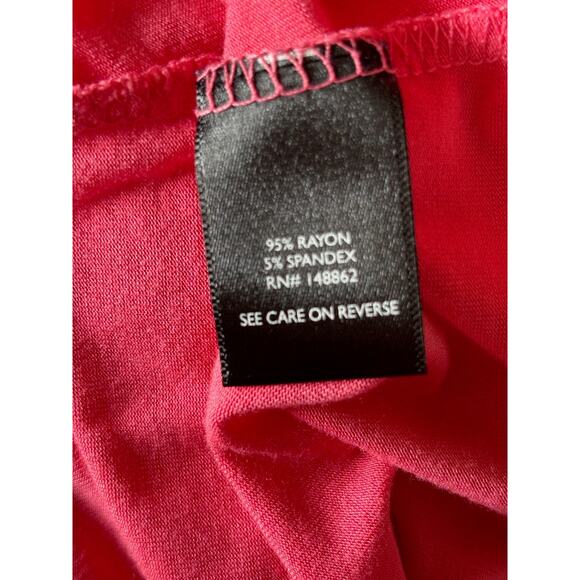 95% RAYON
5% SPANDEX
RN# 148862
SEE CARE ON REVERSE